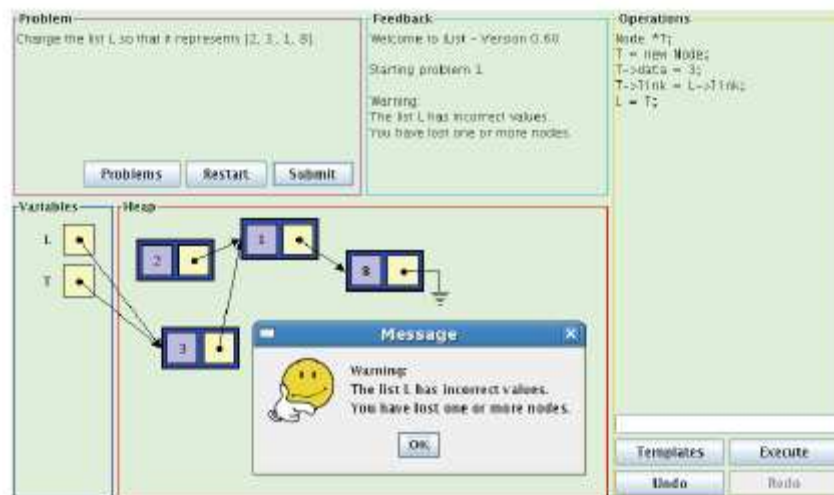 Problem
Change the list L so that it represents [2, 3, 1, 8].
Problems Restart Submit
Feedback
Welcome to iList - Version 0.60
Starting problem 1
Warning:
The list L has incorrect values.
You have lost one or more nodes.
Operations
Node *T;
T = new Node;
T->data = 3;
T->link = L->link;
L = T;
Variables
L
T
Heap
2
1
8
3
Message
Warning:
The list L has incorrect values.
You have lost one or more nodes.
OK
Templates Execute
Undo Redo